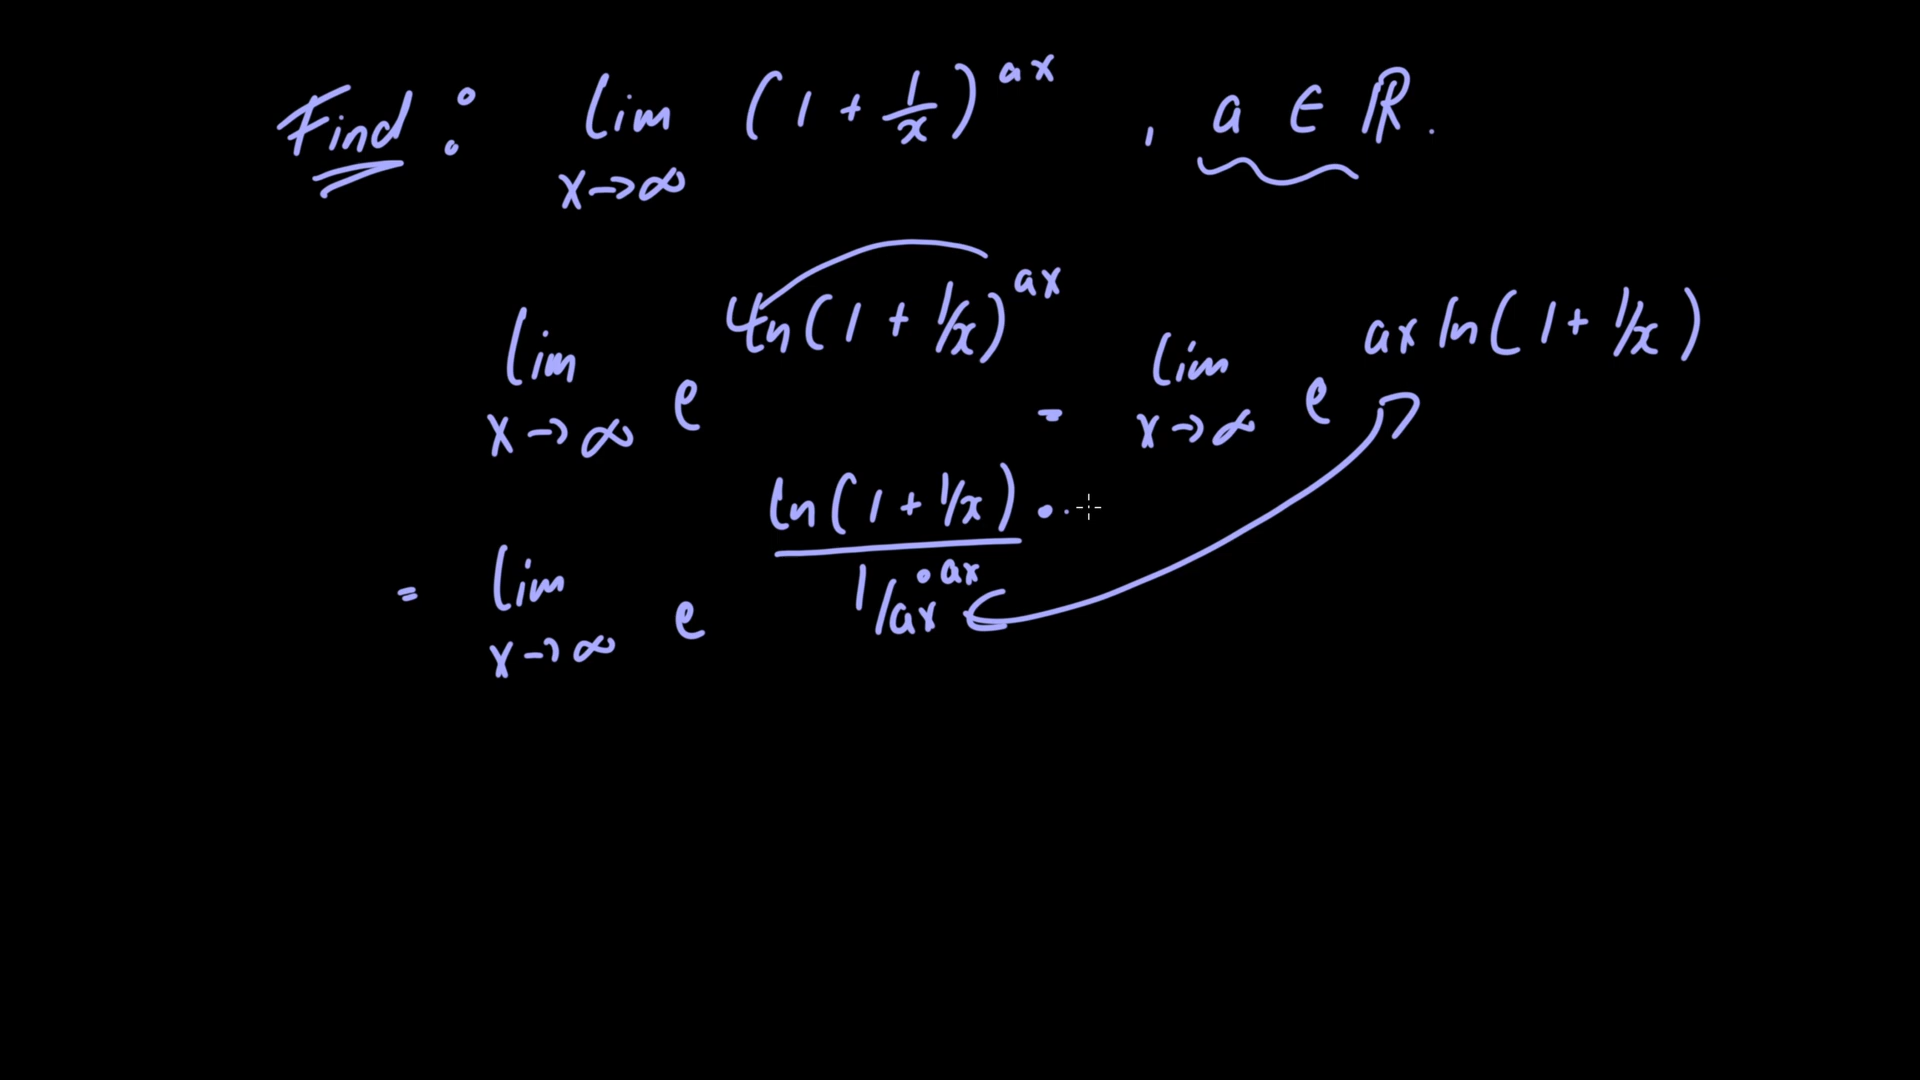 Find: lim x→∞ (1 + 1/x)^ax , a ∈ ℝ.
lim x→∞ e^ln(1 + 1/x)^ax = lim x→∞ e^ax ln(1 + 1/x)
= lim x→∞ e^ln(1 + 1/x) · / 1/ax · ax